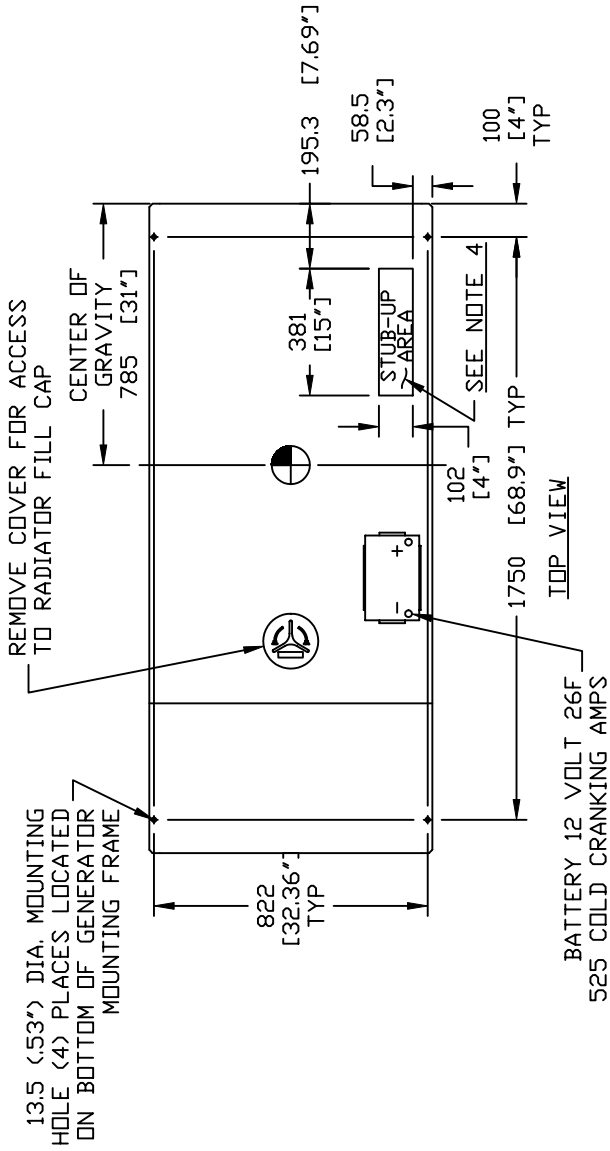 REMOVE COVER FOR ACCESS
TO RADIATOR FILL CAP
13.5 (.53") DIA. MOUNTING
HOLE (4) PLACES LOCATED
ON BOTTOM OF GENERATOR
MOUNTING FRAME
CENTER OF
GRAVITY
785 [31"]
195.3 [7.69"]
381
[15"]
58.5
[2.3"]
STUB-UP
AREA
SEE NOTE 4
102
[4"]
100
[4"]
TYP
822
[32.36"]
TYP
- +
1750 [68.9"] TYP
TOP VIEW
BATTERY 12 VOLT 26F
525 COLD CRANKING AMPS